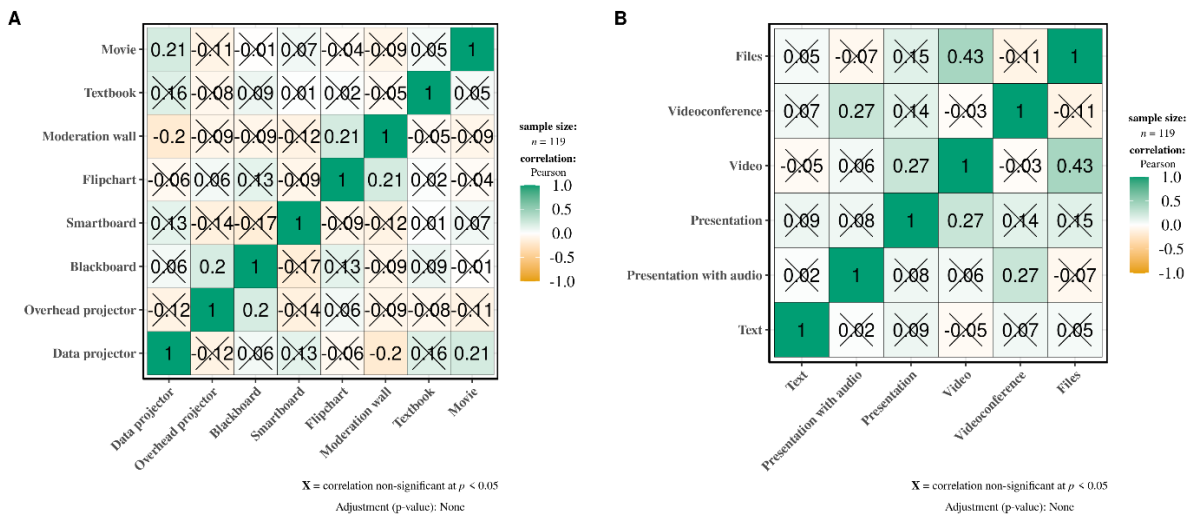 A
Movie 0.21 -0.11 -0.01 0.07 -0.04 -0.09 0.05 1
Textbook 0.16 -0.08 0.09 0.01 0.02 -0.05 1 0.05
Moderation wall -0.2 -0.09 -0.09 -0.12 0.21 1 -0.05 -0.09
Flipchart -0.06 0.06 0.13 -0.09 1 0.21 0.02 -0.04
Smartboard 0.13 -0.14 -0.17 1 -0.09 -0.12 0.01 0.07
Blackboard 0.06 0.2 1 -0.17 0.13 -0.09 0.09 -0.01
Overhead projector -0.12 1 0.2 -0.14 0.06 -0.09 -0.08 -0.11
Data projector 1 -0.12 0.06 0.13 -0.06 -0.2 0.16 0.21
Data projector
Overhead projector
Blackboard
Smartboard
Flipchart
Moderation wall
Textbook
Movie
sample size:
n = 119
correlation:
Pearson
1.0
0.5
0.0
-0.5
-1.0
X = correlation non-significant at p < 0.05
Adjustment (p-value): None
B
Files 0.05 -0.07 0.15 0.43 -0.11 1
Videoconference 0.07 0.27 0.14 -0.03 1 -0.11
Video -0.05 0.06 0.27 1 -0.03 0.43
Presentation 0.09 0.08 1 0.27 0.14 0.15
Presentation with audio 0.02 1 0.08 0.06 0.27 -0.07
Text 1 0.02 0.09 -0.05 0.07 0.05
Text
Presentation with audio
Presentation
Video
Videoconference
Files
sample size:
n = 119
correlation:
Pearson
1.0
0.5
0.0
-0.5
-1.0
X = correlation non-significant at p < 0.05
Adjustment (p-value): None